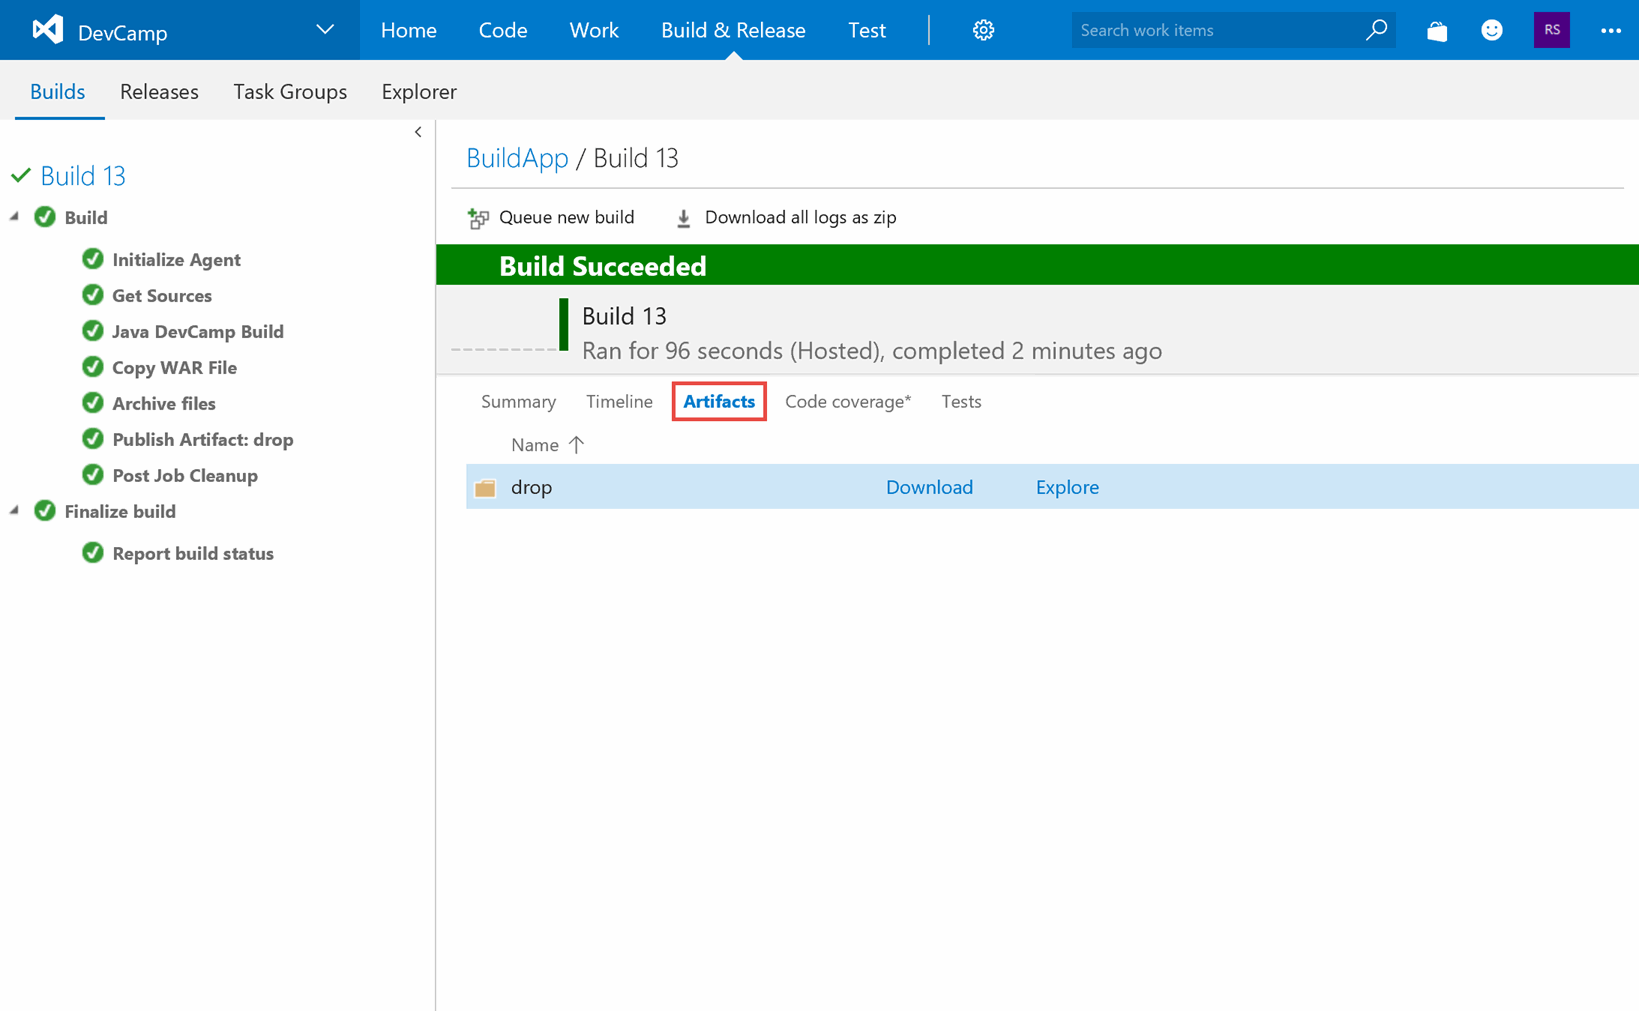 DevCamp
Home
Code
Work
Build & Release
Test
Search work items
RS
Builds
Releases
Task Groups
Explorer
Build 13
Build
Initialize Agent
Get Sources
Java DevCamp Build
Copy WAR File
Archive files
Publish Artifact: drop
Post Job Cleanup
Finalize build
Report build status
BuildApp / Build 13
Queue new build
Download all logs as zip
Build Succeeded
Build 13
Ran for 96 seconds (Hosted), completed 2 minutes ago
Summary
Timeline
Artifacts
Code coverage*
Tests
Name
drop
Download
Explore